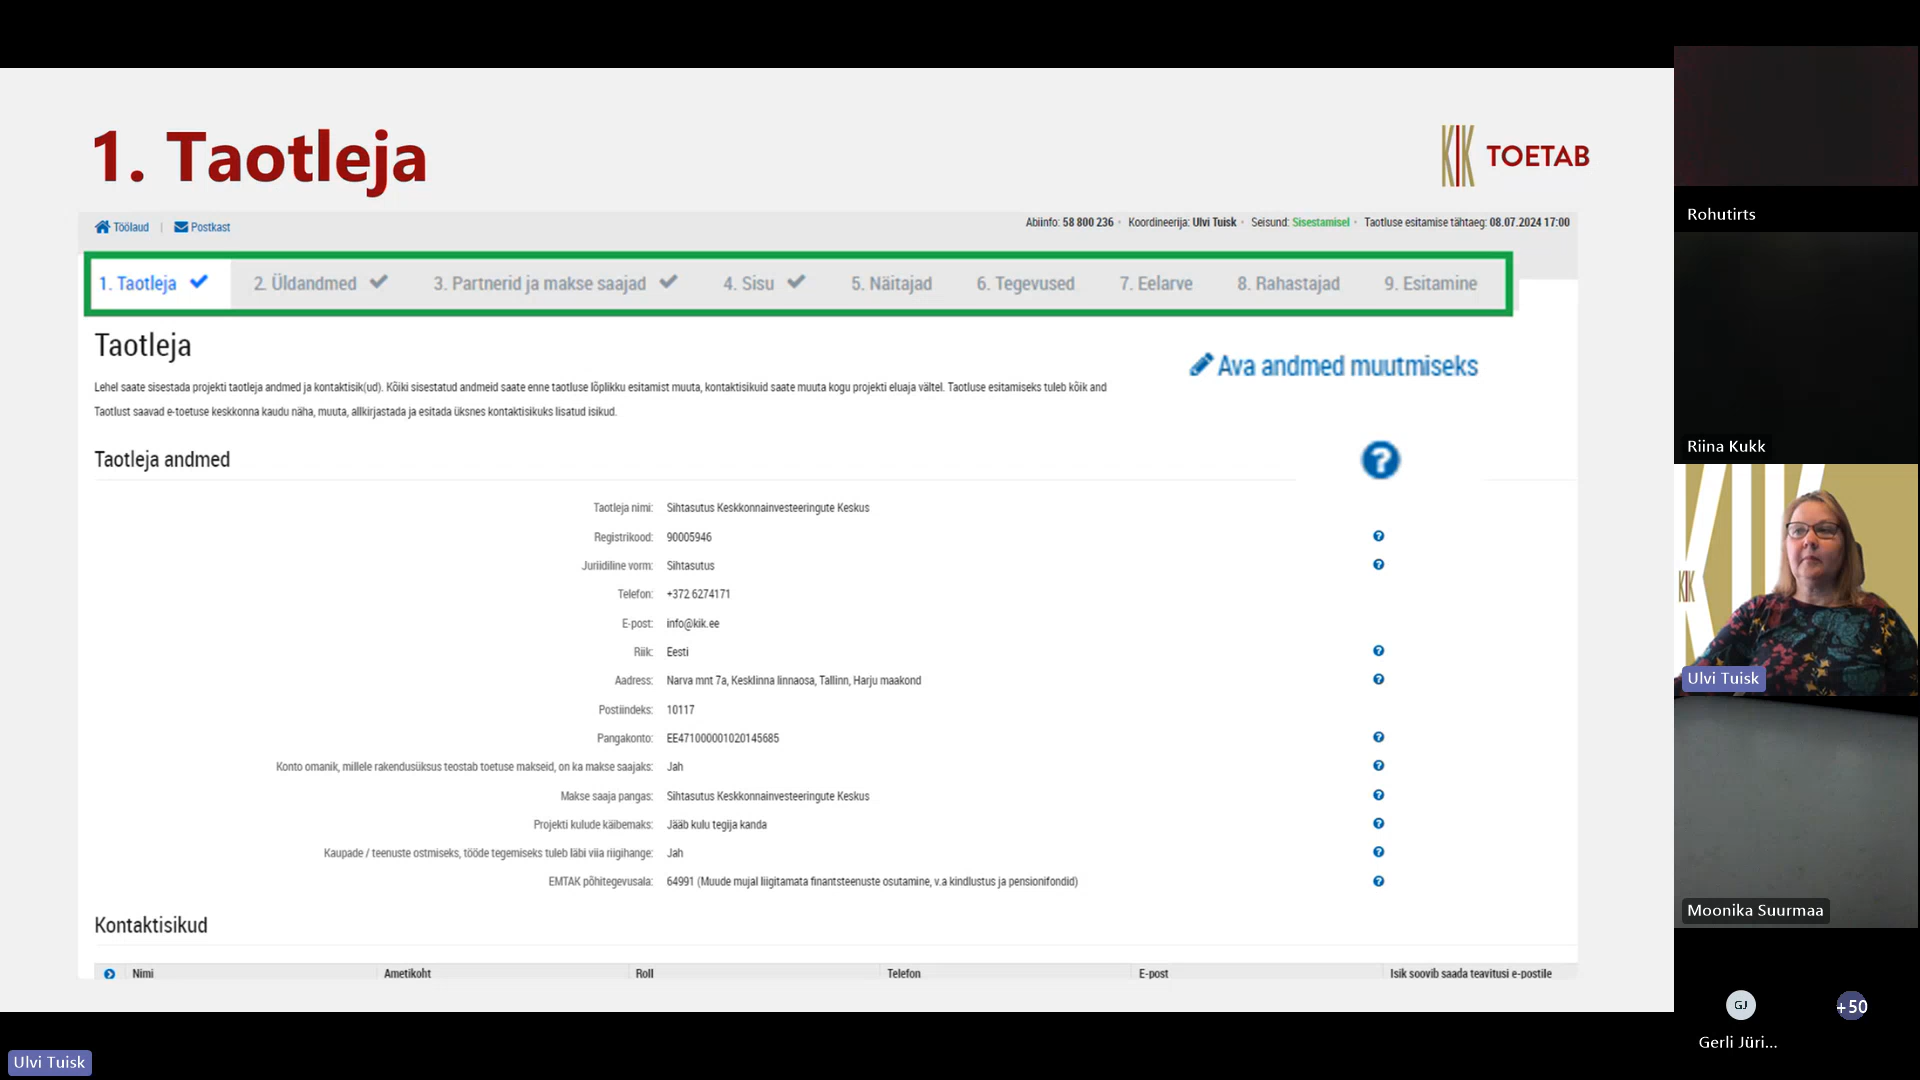 1. Taotleja
KIK TOETAB
Töölaud | Postkast
Abiinfo: 58 800 236 • Koordineerija: Ulvi Tuisk • Seisund: Sisestamisel • Taotluse esitamise tähtaeg: 08.07.2024 17:00
1. Taotleja 2. Üldandmed 3. Partnerid ja makse saajad 4. Sisu 5. Näitajad 6. Tegevused 7. Eelarve 8. Rahastajad 9. Esitamine
Taotleja
Ava andmed muutmiseks
Lehel saate sisestada projekti taotleja andmed ja kontaktisik(ud). Kõiki sisestatud andmeid saate enne taotluse lõplikku esitamist muuta, kontaktisikuid saate muuta kogu projekti eluaja vältel. Taotluse esitamiseks tuleb kõik and
Taotlust saavad e-toetuse keskkonna kaudu näha, muuta, allkirjastada ja esitada üksnes kontaktisikuks lisatud isikud.
Taotleja andmed
?
Taotleja nimi: Sihtasutus Keskkonnainvesteeringute Keskus
Registrikood: 90005946 ?
Juriidiline vorm: Sihtasutus ?
Telefon: +372 6274171
E-post: info@kik.ee
Riik: Eesti ?
Aadress: Narva mnt 7a, Kesklinna linnaosa, Tallinn, Harju maakond ?
Postiindeks: 10117
Pangakonto: EE471000001020145685 ?
Konto omanik, millele rakendusüksus teostab toetuse makseid, on ka makse saajaks: Jah ?
Makse saaja pangas: Sihtasutus Keskkonnainvesteeringute Keskus ?
Projekti kulude käibemaks: Jääb kulu tegija kanda ?
Kaupade / teenuste ostmiseks, tööde tegemiseks tuleb läbi viia riigihange: Jah ?
EMTAK põhitegevusala: 64991 (Muude mujal liigitamata finantsteenuste osutamine, v.a kindlustus ja pensionifondid) ?
Kontaktisikud
Nimi Ametikoht Roll Telefon E-post Isik soovib saada teavitusi e-postile
Rohutirts
Riina Kukk
KIK
KIK
Ulvi Tuisk
Moonika Suurmaa
GJ +50
Gerli Jüri...
Ulvi Tuisk